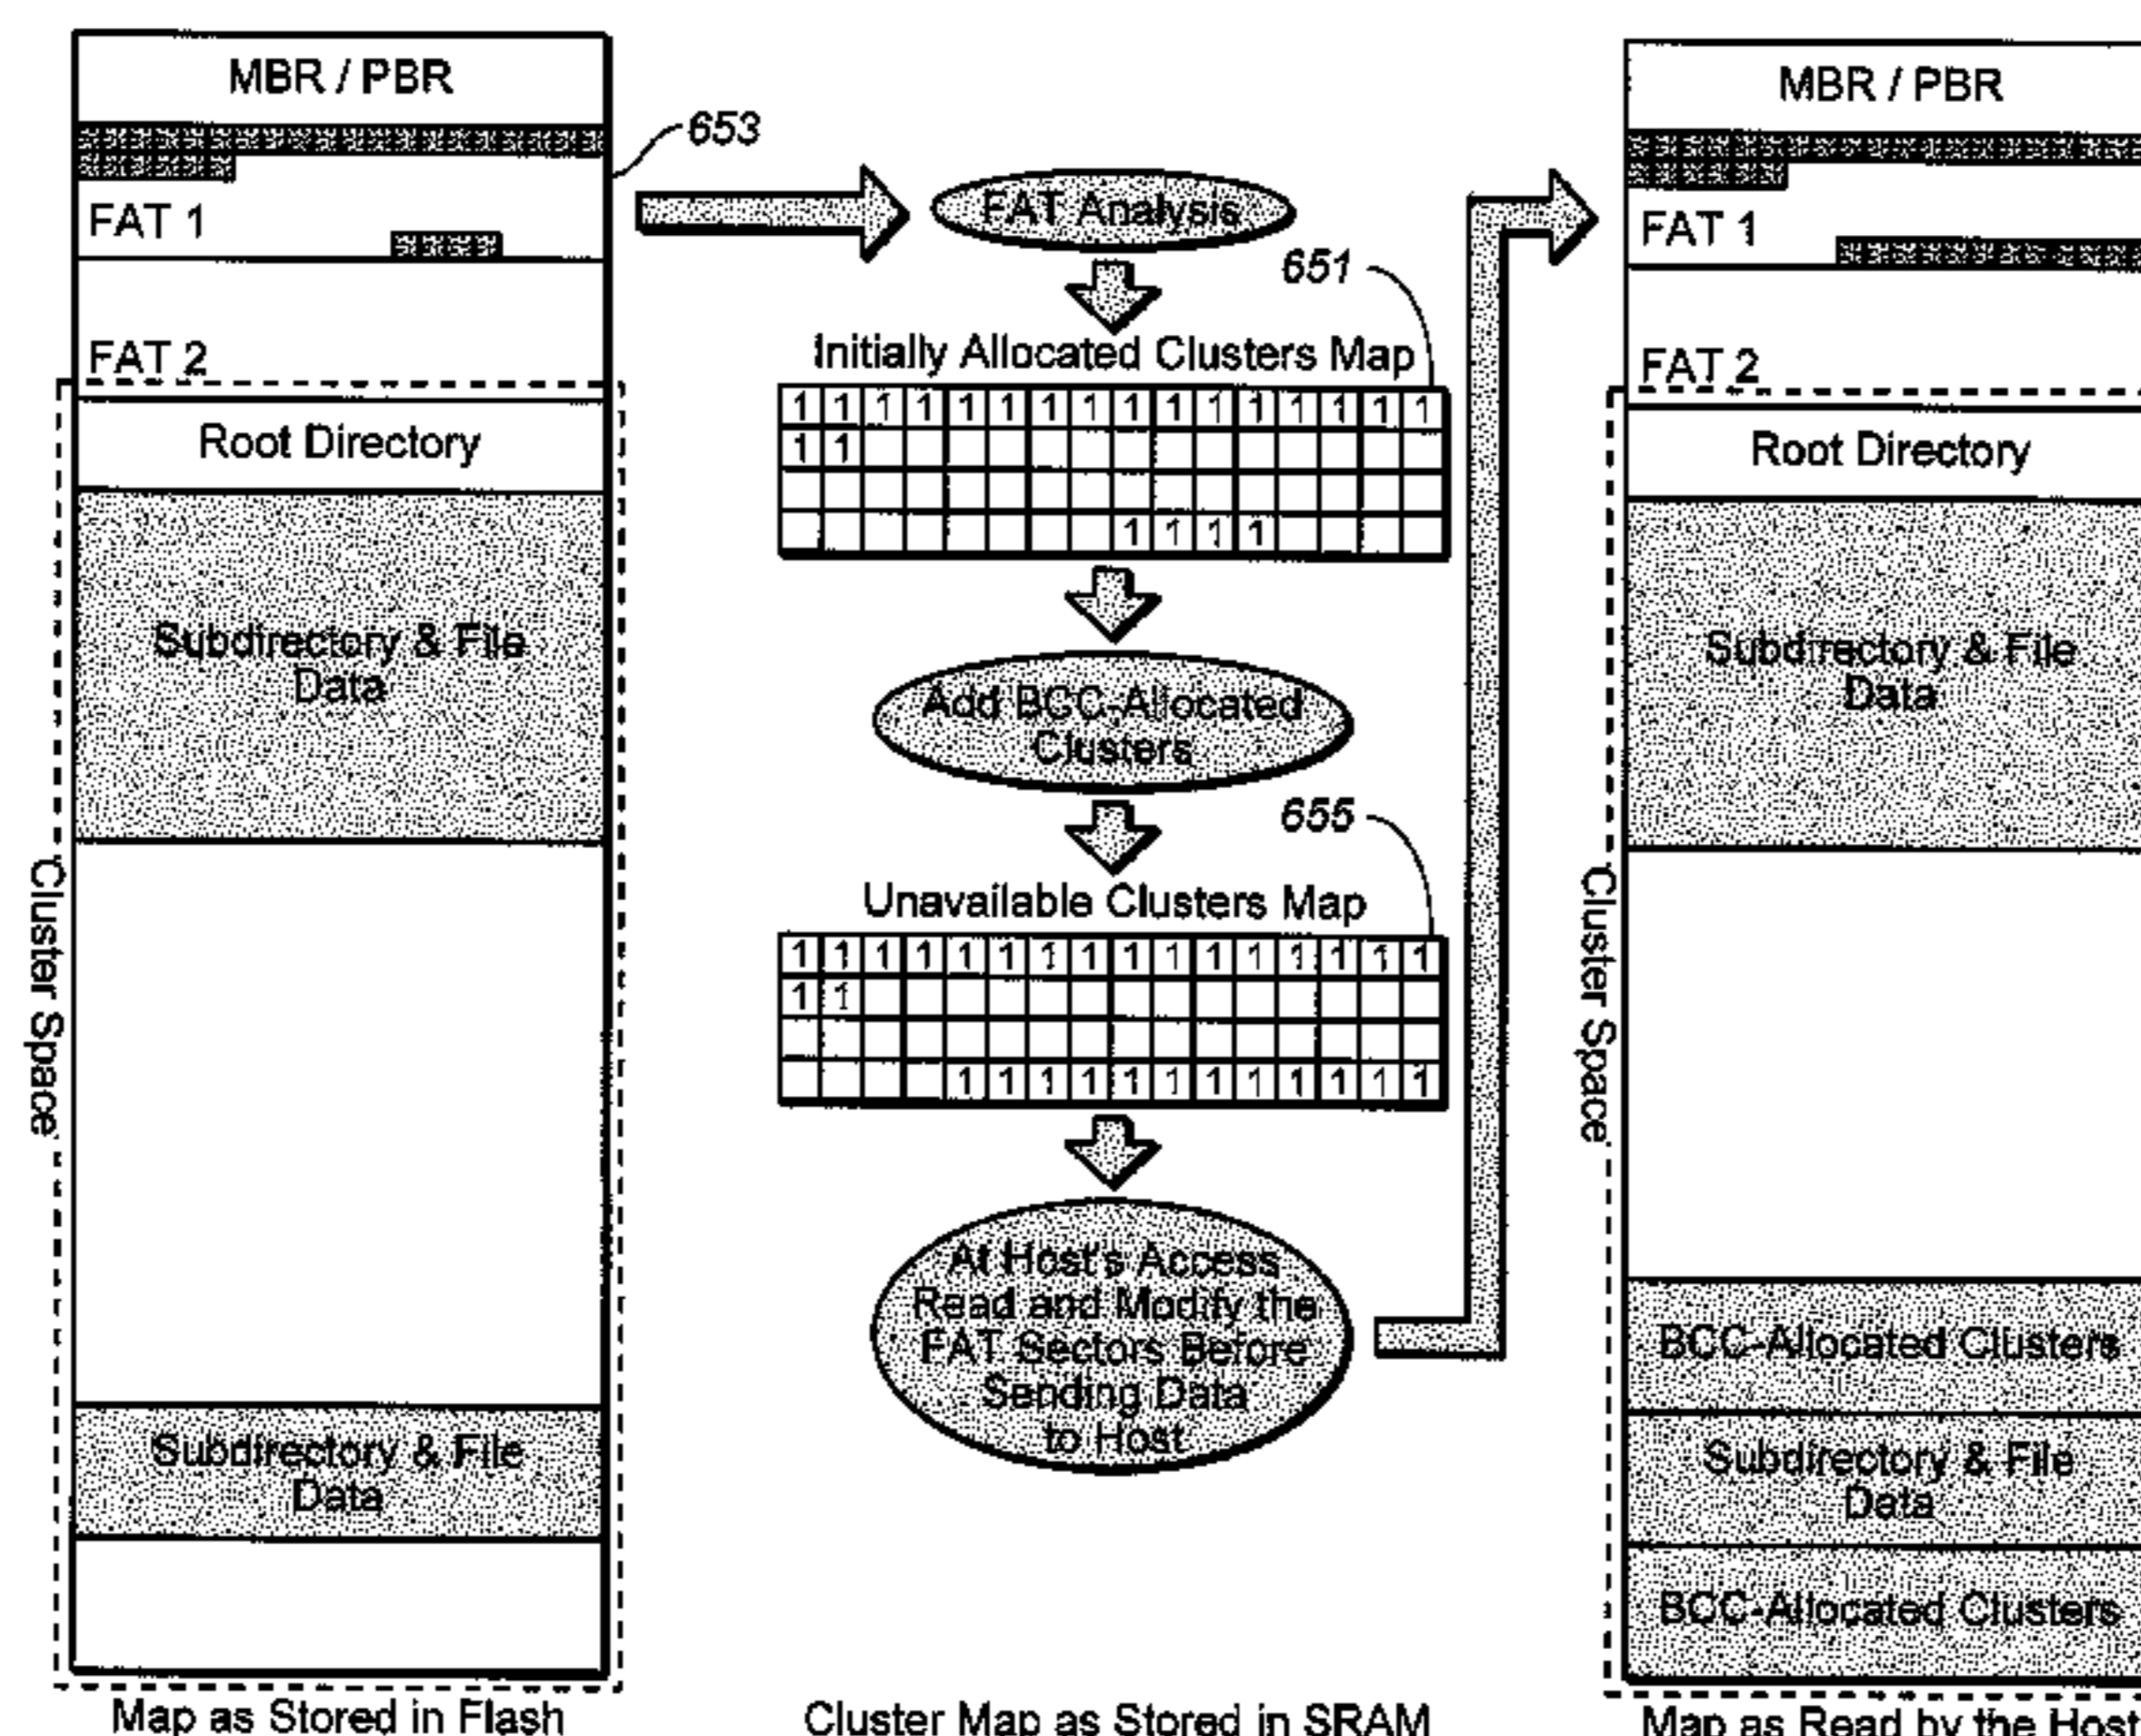 MBR / PBR
653
FAT 1
FAT 2
Root Directory
Subdirectory & File
Data
Cluster Space
Subdirectory & File
Data
Map as Stored in Flash
FAT Analysis
651
Initially Allocated Clusters Map
1 1 1 1 1 1 1 1 1 1 1 1 1 1 1 1
1 1
1 1 1 1
Add BCC-Allocated
Clusters
655
Unavailable Clusters Map
1 1 1 1 1 1 1 1 1 1 1 1 1 1 1 1
1 1
1 1 1 1 1 1 1 1 1 1 1 1
At Host's Access
Read and Modify the
FAT Sectors Before
Sending Data
to Host
Cluster Map as Stored in SRAM
MBR / PBR
FAT 1
FAT 2
Root Directory
Subdirectory & File
Data
Cluster Space
BCC-Allocated Clusters
Subdirectory & File
Data
BCC-Allocated Clusters
Map as Read by the Host